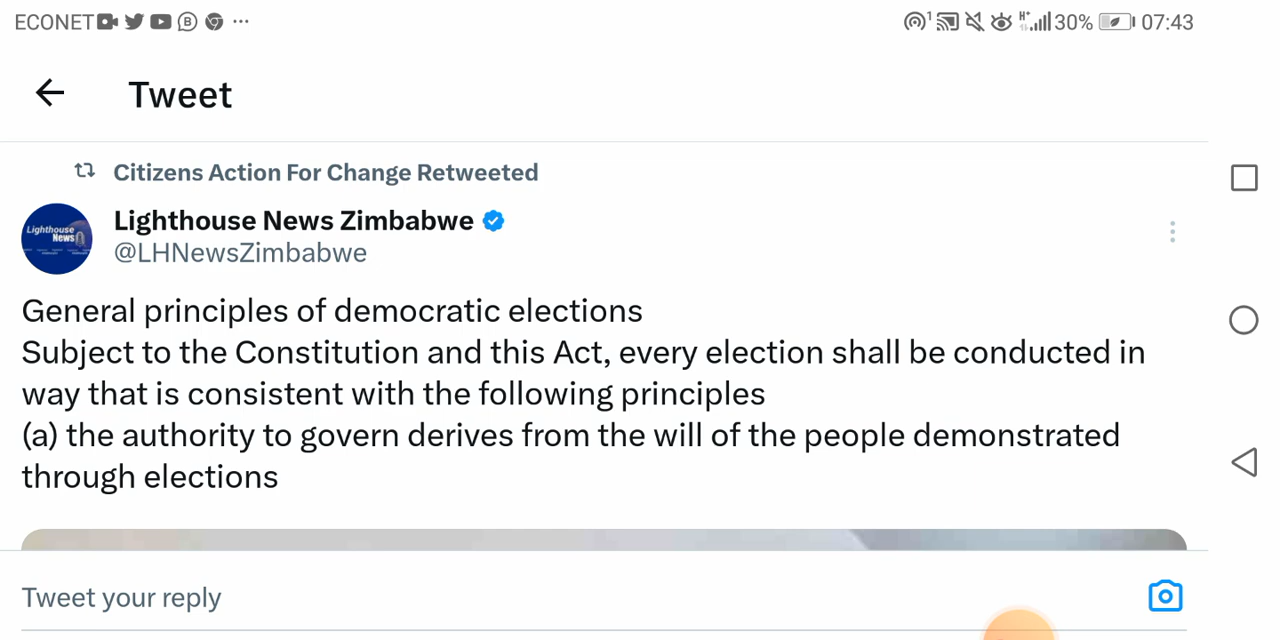 ECONET 30% 07:43
Tweet
Citizens Action For Change Retweeted
Lighthouse News Zimbabwe
@LHNewsZimbabwe
Lighthouse
News
General principles of democratic elections
Subject to the Constitution and this Act, every election shall be conducted in
way that is consistent with the following principles
(a) the authority to govern derives from the will of the people demonstrated
through elections
Tweet your reply